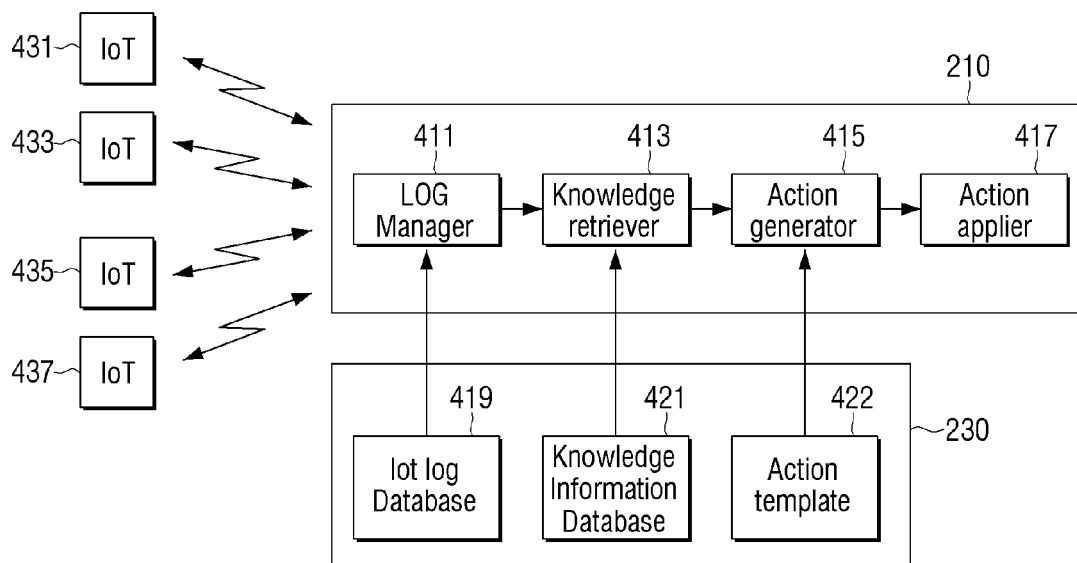 431
IoT
433
IoT
435
IoT
437
IoT
210
411
413
415
417
LOG
Manager
Knowledge
retriever
Action
generator
Action
applier
419
421
422
230
Iot log
Database
Knowledge
Information
Database
Action
template